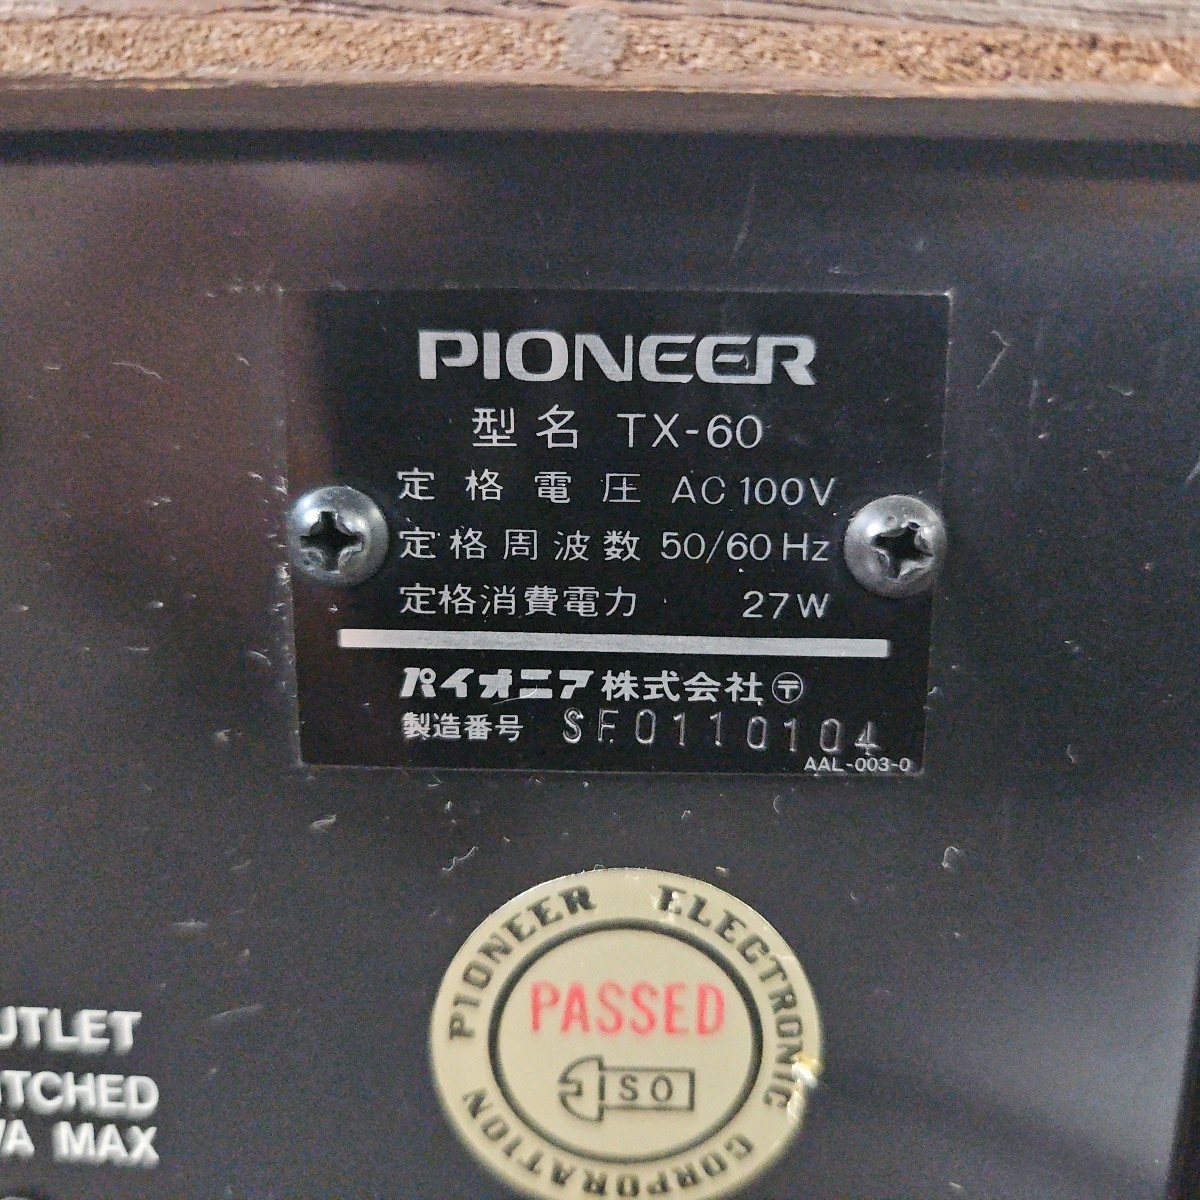 PIONEER
型名 TX-60
定格電圧 AC100V
定格周波数 50/60Hz
定格消費電力 27W
パイオニア株式会社〶
製造番号 SF0110104
AAL-003-0
PIONEER ELECTRONIC CORPORATION
PASSED
SO
UTLET
TCHED
VA MAX